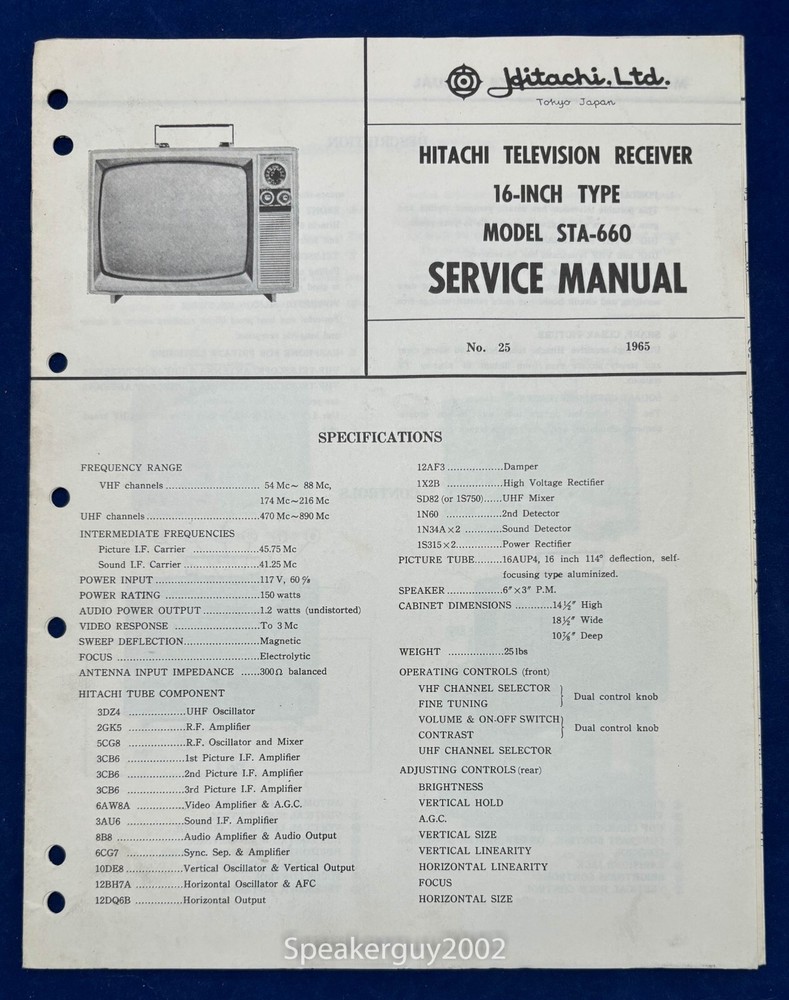 Hitachi, Ltd.
Tokyo Japan
HITACHI TELEVISION RECEIVER
16-INCH TYPE
MODEL STA-660
SERVICE MANUAL
No. 25 1965
SPECIFICATIONS
FREQUENCY RANGE
VHF channels ........................... 54 Mc~ 88 Mc,
174 Mc~216 Mc
UHF channels ................................ 470 Mc~890 Mc
INTERMEDIATE FREQUENCIES
Picture I.F. Carrier ................... 45.75 Mc
Sound I.F. Carrier ...................... 41.25 Mc
POWER INPUT .............................. 117 V, 60 %
POWER RATING ........................... 150 watts
AUDIO POWER OUTPUT ................ 1.2 watts (undistorted)
VIDEO RESPONSE ........................ To 3 Mc
SWEEP DEFLECTION ...................... Magnetic
FOCUS ......................................... Electrolytic
ANTENNA INPUT IMPEDANCE ...... 300Ω balanced
HITACHI TUBE COMPONENT
3DZ4 ................. UHF Oscillator
2GK5 ................. R.F. Amplifier
5CG8 ................. R.F. Oscillator and Mixer
3CB6 ................. 1st Picture I.F. Amplifier
3CB6 ................. 2nd Picture I.F. Amplifier
3CB6 ................. 3rd Picture I.F. Amplifier
6AW8A .............. Video Amplifier & A.G.C.
3AU6 ................. Sound I.F. Amplifier
8B8 .................... Audio Amplifier & Audio Output
6CG7 ................. Sync. Sep. & Amplifier
10DE8 ................ Vertical Oscillator & Vertical Output
12BH7A .............. Horizontal Oscillator & AFC
12DQ6B .............. Horizontal Output
12AF3 ................. Damper
1X2B ................. High Voltage Rectifier
SD82 (or 1S750) ...... UHF Mixer
1N60 ................. 2nd Detector
1N34A×2 ........... Sound Detector
1S315×2 .............. Power Rectifier
PICTURE TUBE ........ 16AUP4, 16 inch 114° deflection, self-
focusing type aluminized.
SPEAKER ................. 6″×3″ P.M.
CABINET DIMENSIONS ........... 14½″ High
18½″ Wide
10⅞″ Deep
WEIGHT ................. 25 lbs
OPERATING CONTROLS (front)
VHF CHANNEL SELECTOR
FINE TUNING
} Dual control knob
VOLUME & ON-OFF SWITCH
CONTRAST
} Dual control knob
UHF CHANNEL SELECTOR
ADJUSTING CONTROLS (rear)
BRIGHTNESS
VERTICAL HOLD
A.G.C.
VERTICAL SIZE
VERTICAL LINEARITY
HORIZONTAL LINEARITY
FOCUS
HORIZONTAL SIZE
Speakerguy2002